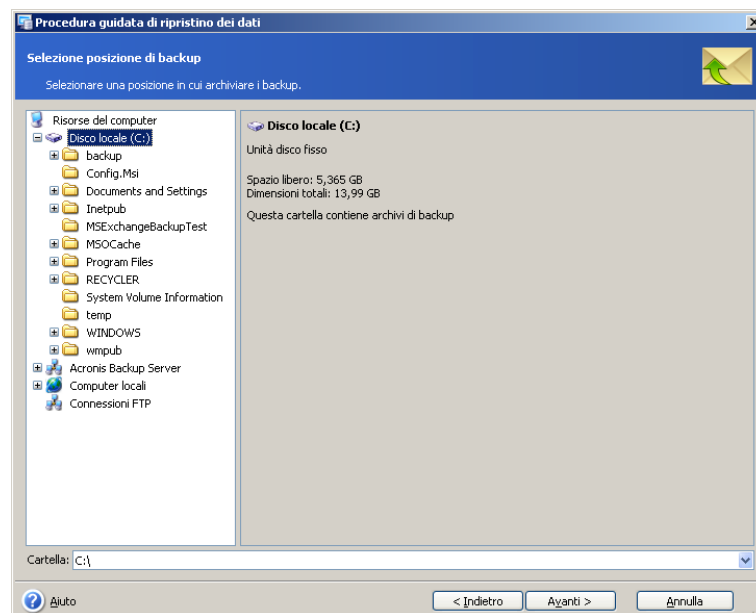 Procedura guidata di ripristino dei dati
Selezione posizione di backup
Selezionare una posizione in cui archiviare i backup.
Risorse del computer
Disco locale (C:)
backup
Config.Msi
Documents and Settings
Inetpub
MSExchangeBackupTest
MSOCache
Program Files
RECYCLER
System Volume Information
temp
WINDOWS
wmpub
Acronis Backup Server
Computer locali
Connessioni FTP
Disco locale (C:)
Unità disco fisso
Spazio libero: 5,365 GB
Dimensioni totali: 13,99 GB
Questa cartella contiene archivi di backup
Cartella: C:\
Aiuto
< Indietro
Avanti >
Annulla